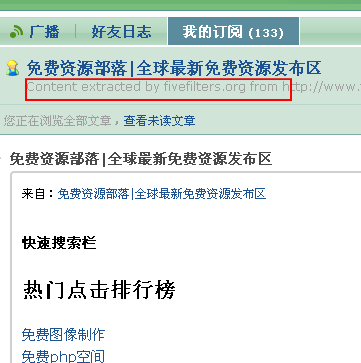 广播 好友日志 我的订阅 (133)
免费资源部落|全球最新免费资源发布区
Content extracted by fivefilters.org from http://www.
您正在浏览全部文章，查看未读文章
免费资源部落|全球最新免费资源发布区
来自：免费资源部落|全球最新免费资源发布区
快速搜索栏
热门点击排行榜
免费图像制作
免费php空间